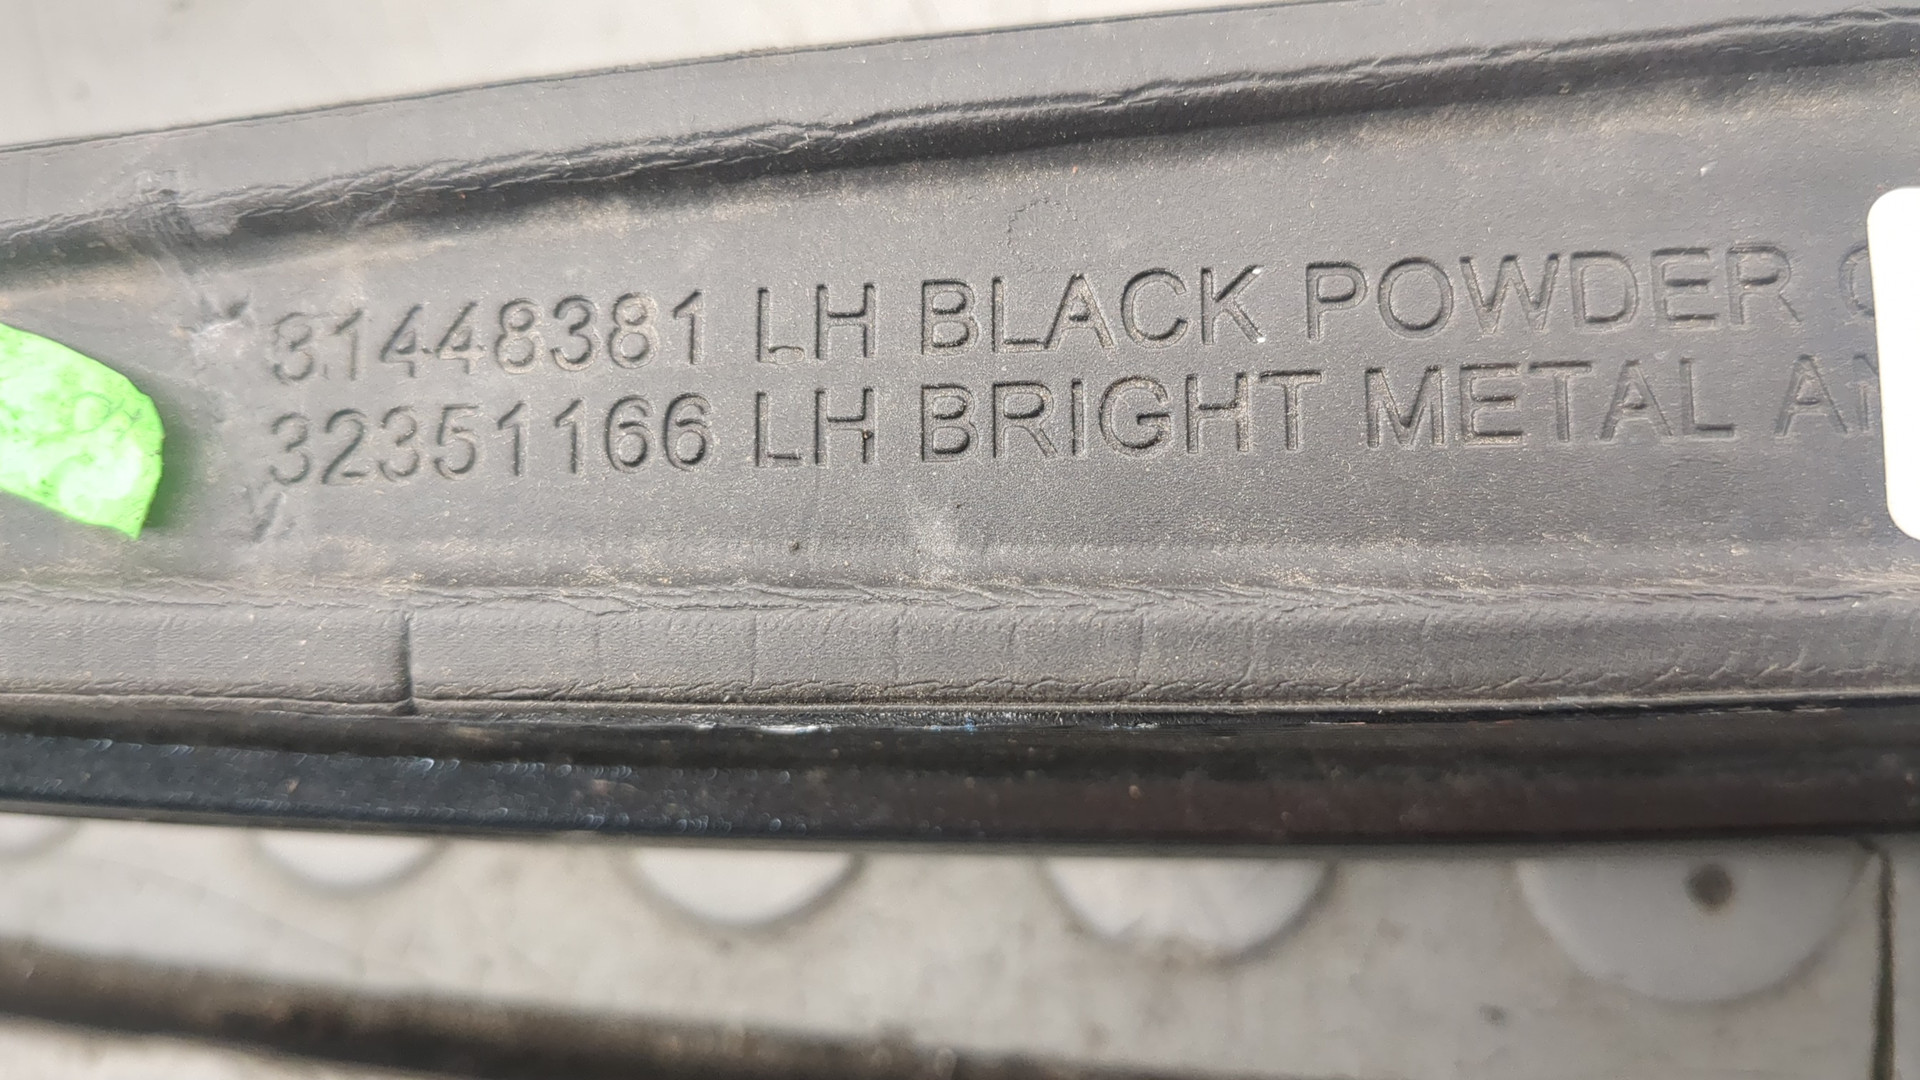 31448381 LH BLACK POWDER
32351166 LH BRIGHT METAL